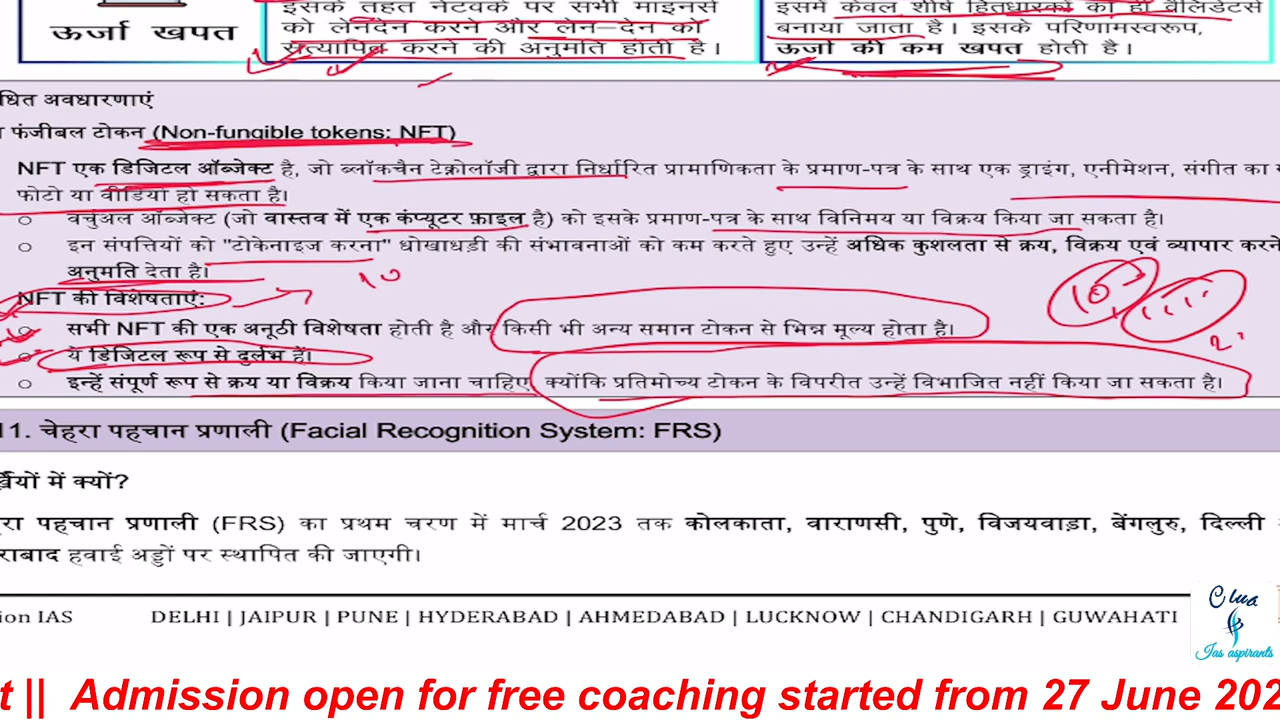 ऊर्जा खपत
इसके तहत नेटवर्क पर सभी माइनर्स
को लेनदेन करने और लेन–देन को
सत्यापित करने की अनुमति होती है।
इसमें केवल शीर्ष हितधारकों को ही वैलिडेटर्स
बनाया जाता है। इसके परिणामस्वरूप,
ऊर्जा की कम खपत होती है।
धित अवधारणाएं
फंजीबल टोकन (Non-fungible tokens: NFT)
NFT एक डिजिटल ऑब्जेक्ट है, जो ब्लॉकचैन टेक्नोलॉजी द्वारा निर्धारित प्रामाणिकता के प्रमाण-पत्र के साथ एक ड्राइंग, एनीमेशन, संगीत का
फोटो या वीडियो हो सकता है।
o वर्चुअल ऑब्जेक्ट (जो वास्तव में एक कंप्यूटर फ़ाइल है) को इसके प्रमाण-पत्र के साथ विनिमय या विक्रय किया जा सकता है।
o इन संपत्तियों को "टोकेनाइज करना" धोखाधड़ी की संभावनाओं को कम करते हुए उन्हें अधिक कुशलता से क्रय, विक्रय एवं व्यापार करने
अनुमति देता है।
10
NFT की विशेषताएं:
सभी NFT की एक अनूठी विशेषता होती है और किसी भी अन्य समान टोकन से भिन्न मूल्य होता है।
o ये डिजिटल रूप से दुर्लभ हैं।
o इन्हें संपूर्ण रूप से क्रय या विक्रय किया जाना चाहिए क्योंकि प्रतिमोच्य टोकन के विपरीत उन्हें विभाजित नहीं किया जा सकता है।
11. चेहरा पहचान प्रणाली (Facial Recognition System: FRS)
र्ख़ियों में क्यों?
रा पहचान प्रणाली (FRS) का प्रथम चरण में मार्च 2023 तक कोलकाता, वाराणसी, पुणे, विजयवाड़ा, बेंगलुरु, दिल्ली
राबाद हवाई अड्डों पर स्थापित की जाएगी।
ion IAS DELHI | JAIPUR | PUNE | HYDERABAD | AHMEDABAD | LUCKNOW | CHANDIGARH | GUWAHATI
Ias aspirants
t || Admission open for free coaching started from 27 June 202